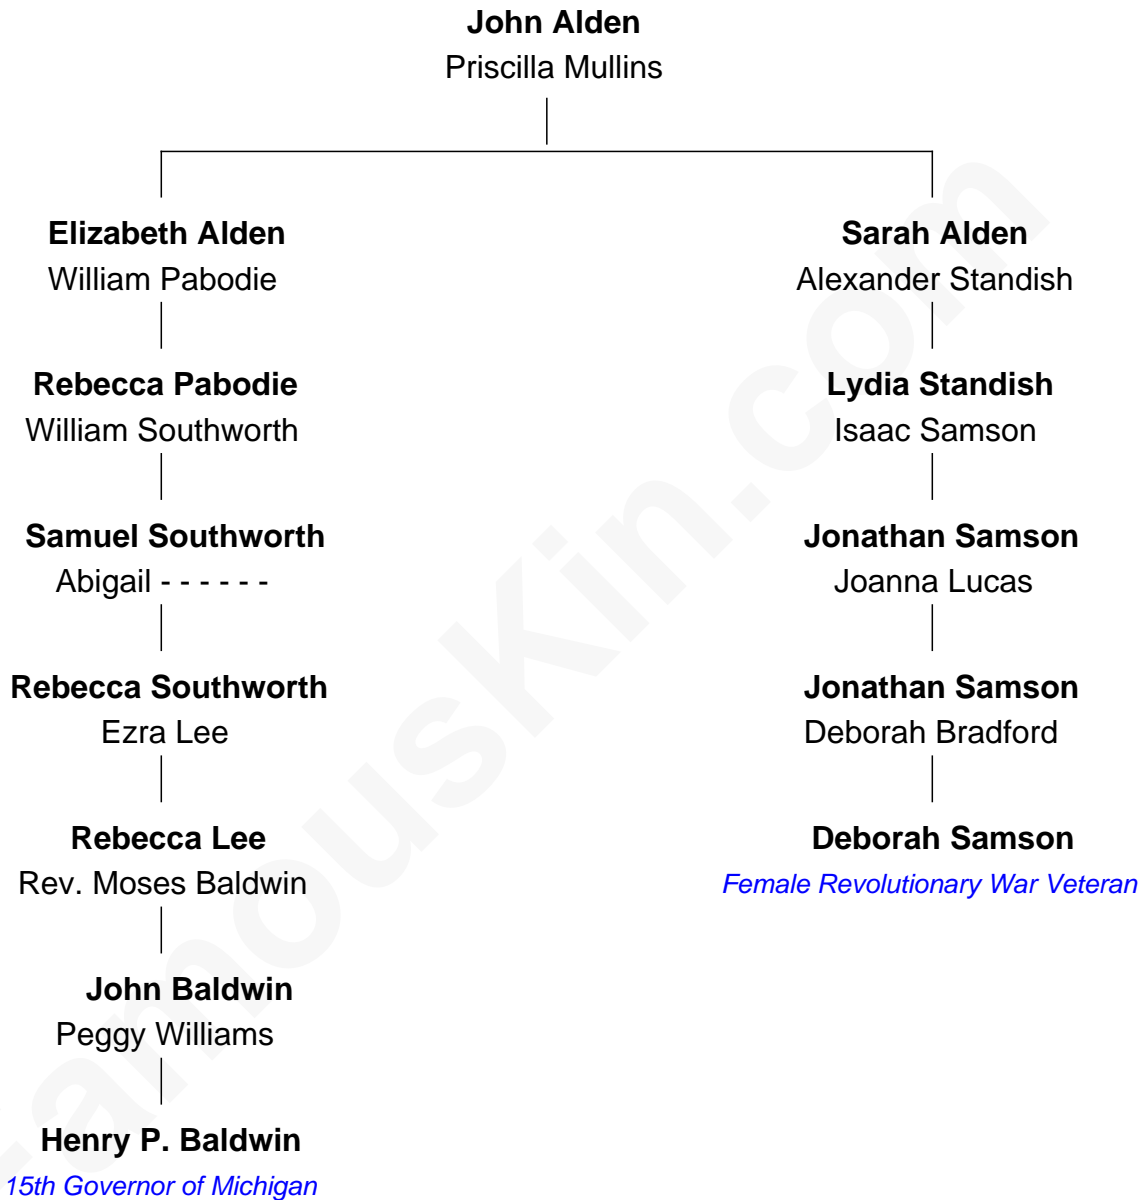 John Alden
Priscilla Mullins
Elizabeth Alden
William Pabodie
Rebecca Pabodie
William Southworth
Samuel Southworth
Abigail - - - - - -
Rebecca Southworth
Ezra Lee
Rebecca Lee
Rev. Moses Baldwin
John Baldwin
Peggy Williams
Henry P. Baldwin
15th Governor of Michigan
Sarah Alden
Alexander Standish
Lydia Standish
Isaac Samson
Jonathan Samson
Joanna Lucas
Jonathan Samson
Deborah Bradford
Deborah Samson
Female Revolutionary War Veteran
FamousKin.com